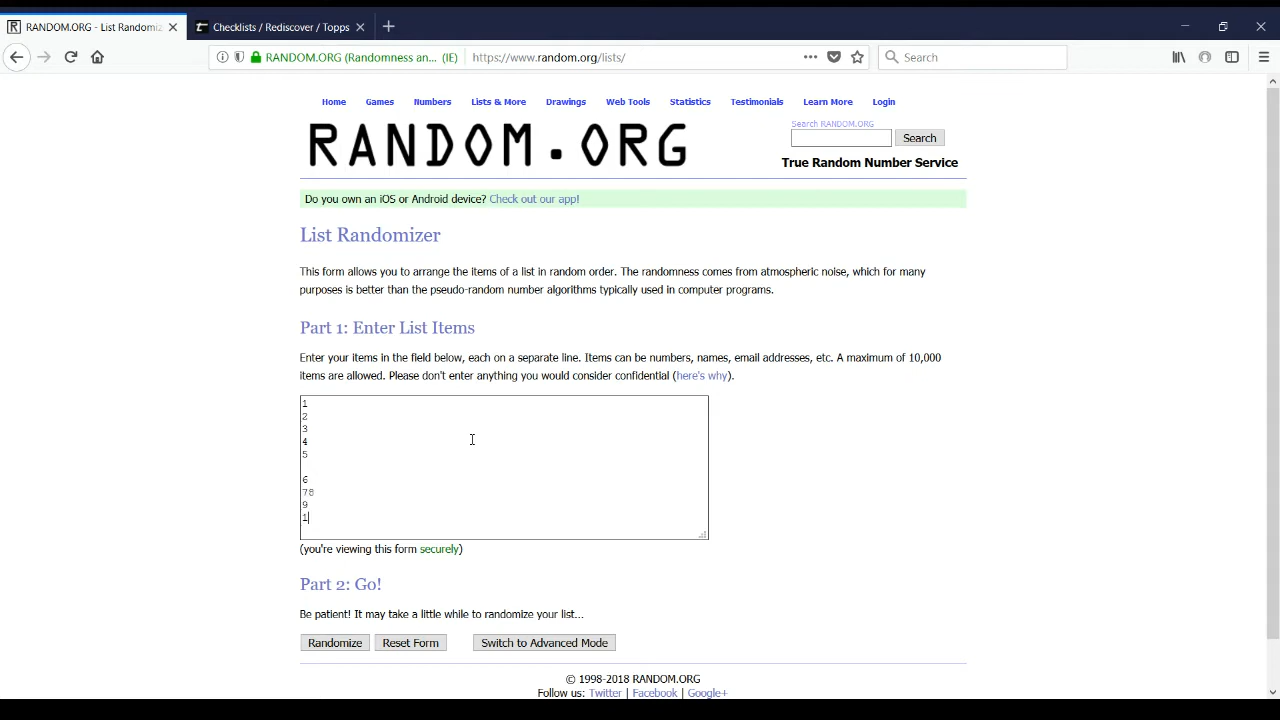 RANDOM.ORG - List Randomiz
Checklists / Rediscover / Topps
RANDOM.ORG (Randomness an... (IE)
https://www.random.org/lists/
Search
Home Games Numbers Lists & More Drawings Web Tools Statistics Testimonials Learn More Login
RANDOM.ORG
Search RANDOM.ORG
Search
True Random Number Service
Do you own an iOS or Android device? Check out our app!
List Randomizer
This form allows you to arrange the items of a list in random order. The randomness comes from atmospheric noise, which for many
purposes is better than the pseudo-random number algorithms typically used in computer programs.
Part 1: Enter List Items
Enter your items in the field below, each on a separate line. Items can be numbers, names, email addresses, etc. A maximum of 10,000
items are allowed. Please don't enter anything you would consider confidential (here's why).
1
2
3
4
5
6
78
9
1
(you're viewing this form securely)
Part 2: Go!
Be patient! It may take a little while to randomize your list...
Randomize Reset Form Switch to Advanced Mode
© 1998-2018 RANDOM.ORG
Follow us: Twitter | Facebook | Google+